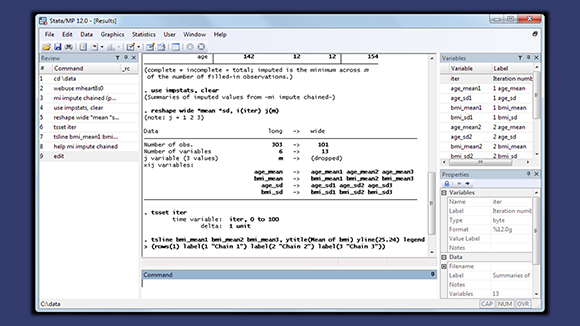 Stata/MP 12.0 - [Results]
File Edit Data Graphics Statistics User Window Help
Review
# Command _rc
1 cd \data
2 webuse mheart8s0
3 mi impute chained (p...
4 use impstats, clear
5 reshape wide *mean *s...
6 tsset iter
7 tsline bmi_mean1 bmi...
8 help mi impute chained
9 edit
age 142 12 12 154
(complete + incomplete = total; imputed is the minimum across m
of the number of filled-in observations.)
. use impstats, clear
(Summaries of imputed values from -mi impute chained-)
. reshape wide *mean *sd, i(iter) j(m)
(note: j = 1 2 3)
Data long -> wide
Number of obs. 303 -> 101
Number of variables 6 -> 13
j variable (3 values) m -> (dropped)
xij variables:
age_mean -> age_mean1 age_mean2 age_mean3
bmi_mean -> bmi_mean1 bmi_mean2 bmi_mean3
age_sd -> age_sd1 age_sd2 age_sd3
bmi_sd -> bmi_sd1 bmi_sd2 bmi_sd3
. tsset iter
time variable: iter, 0 to 100
delta: 1 unit
. tsline bmi_mean1 bmi_mean2 bmi_mean3, ytitle(Mean of bmi) yline(25.24) legend
> (rows(1) label(1 "Chain 1") label(2 "Chain 2") label(3 "Chain 3"))
Command
Variables
Variable Label
iter Iteration numb
age_mean1 1 age_mean
age_sd1 1 age_sd
bmi_mean1 1 bmi_mean
bmi_sd1 1 bmi_sd
age_mean2 2 age_mean
age_sd2 2 age_sd
bmi_mean2 2 bmi_mean
bmi_sd2 2 bmi_sd
Properties
Variables
Name iter
Label Iteration numb
Type byte
Format %12.0g
Value Label
Notes
Data
Filename
Label Summaries of
Notes
Variables 13
C:\data
CAP NUM OVR